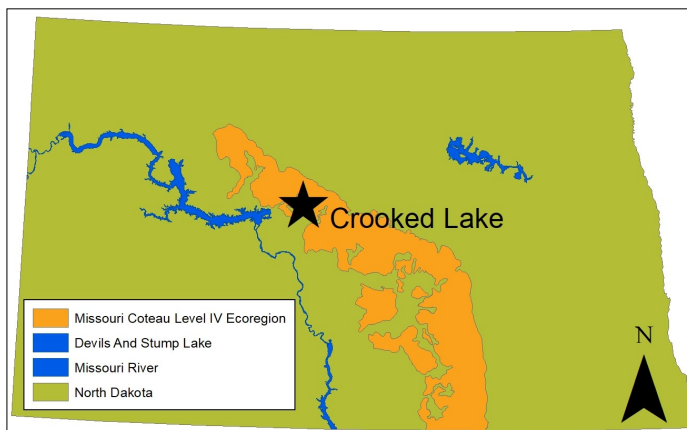 Crooked Lake
Missouri Coteau Level IV Ecoregion
Devils And Stump Lake
Missouri River
North Dakota
N